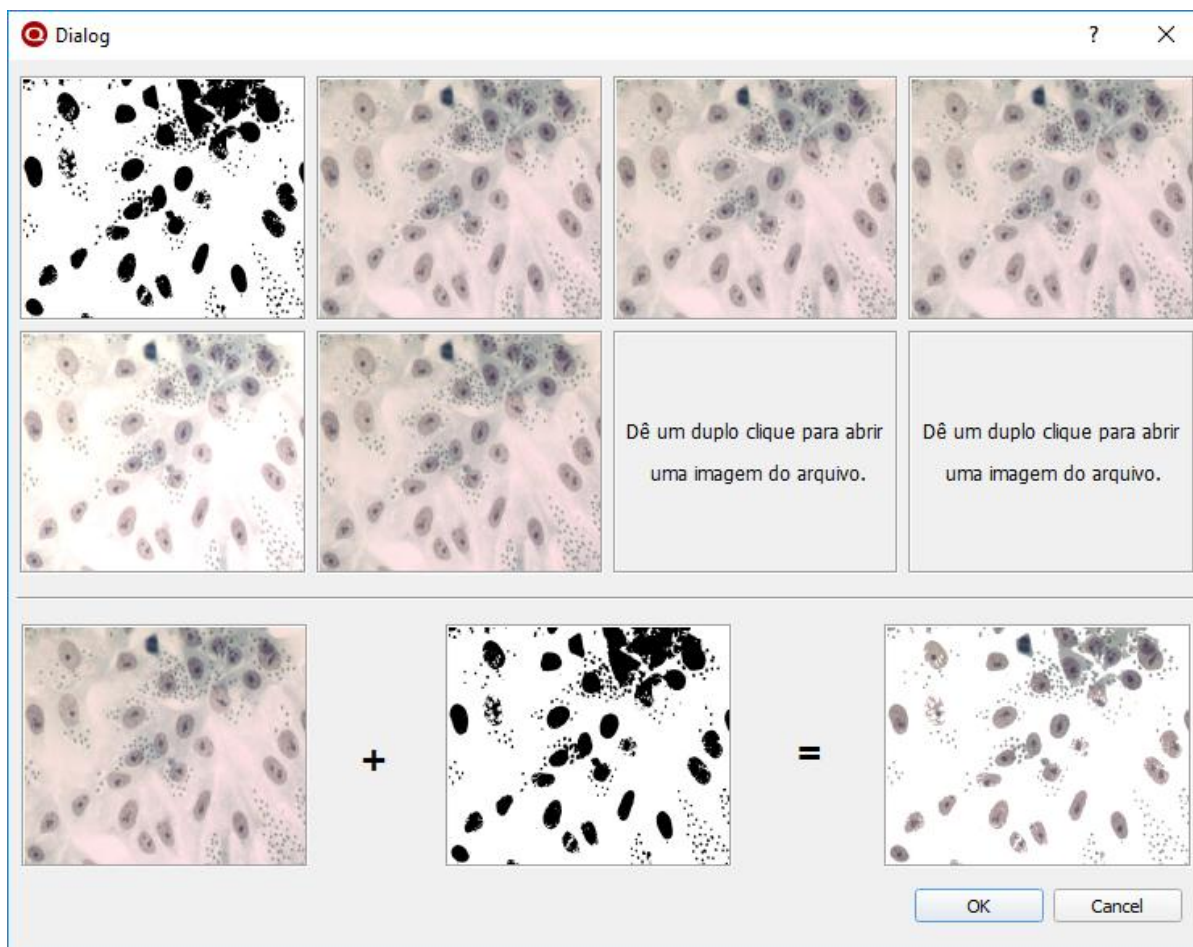 Dialog
?
Dê um duplo clique para abrir
uma imagem do arquivo.
Dê um duplo clique para abrir
uma imagem do arquivo.
+
=
OK
Cancel